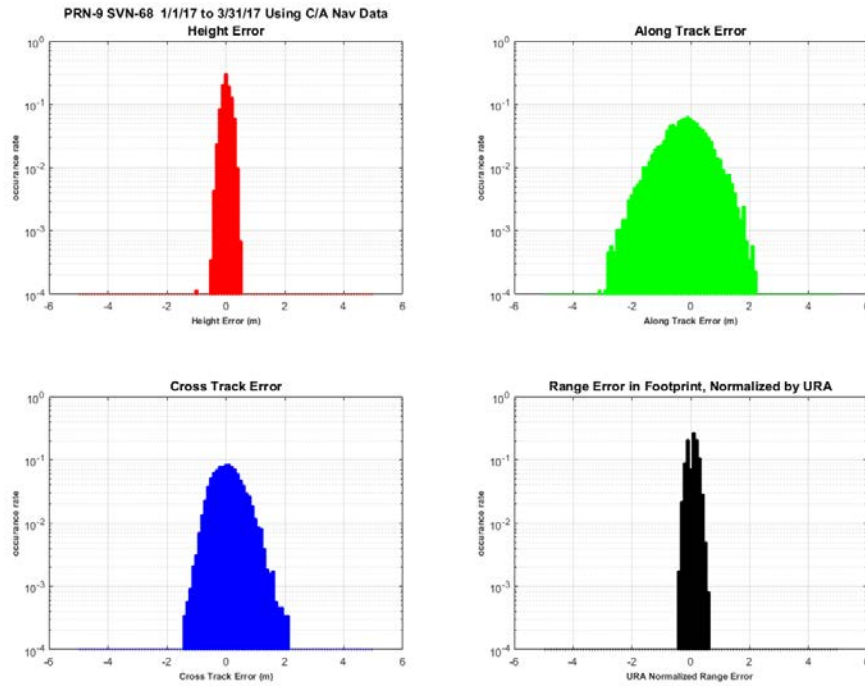 PRN-9 SVN-68 1/1/17 to 3/31/17 Using C/A Nav Data
Height Error
10^0
10^-1
10^-2
10^-3
10^-4
occurance rate
-6 -4 -2 0 2 4 6
Height Error (m)
Along Track Error
10^0
10^-1
10^-2
10^-3
10^-4
occurance rate
-6 -4 -2 0 2 4 6
Along Track Error (m)
Cross Track Error
10^0
10^-1
10^-2
10^-3
10^-4
occurance rate
-6 -4 -2 0 2 4 6
Cross Track Error (m)
Range Error in Footprint, Normalized by URA
10^0
10^-1
10^-2
10^-3
10^-4
occurance rate
-6 -4 -2 0 2 4 6
URA Normalized Range Error